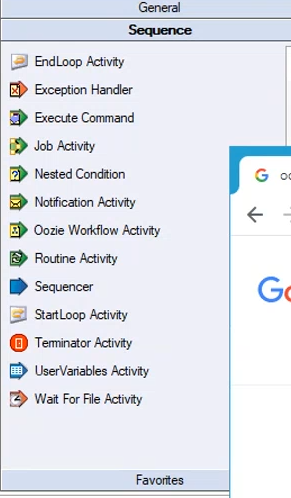 General
Sequence
EndLoop Activity
Exception Handler
Execute Command
Job Activity
Nested Condition
Notification Activity
Oozie Workflow Activity
Routine Activity
Sequencer
StartLoop Activity
Terminator Activity
UserVariables Activity
Wait For File Activity
Favorites